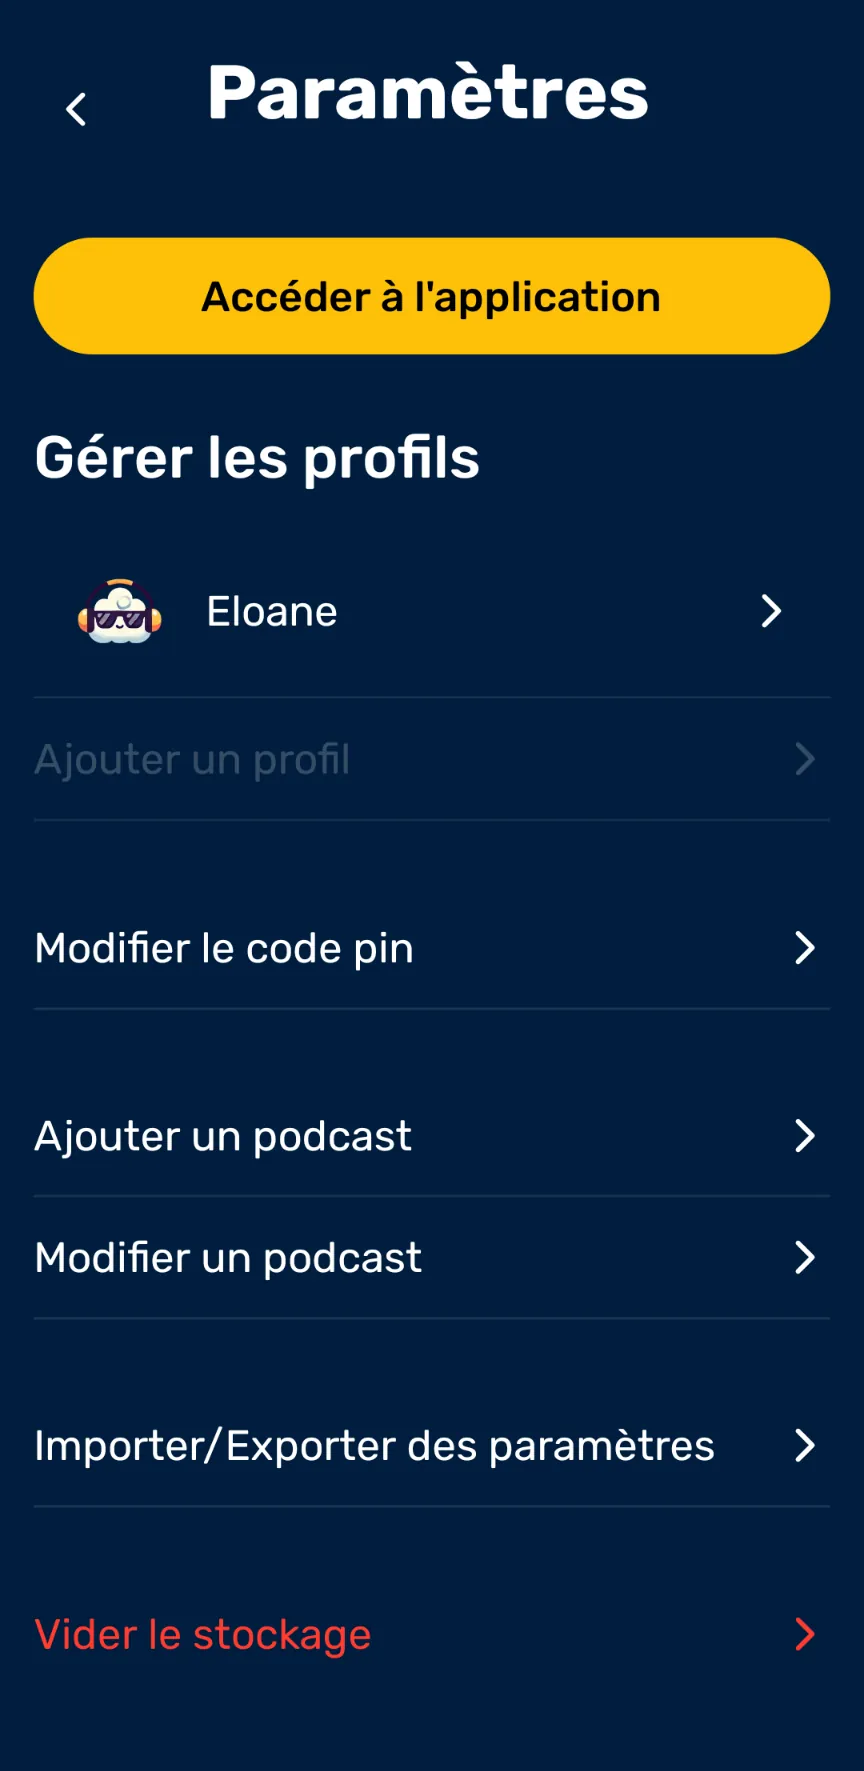 Paramètres
Accéder à l'application
Gérer les profils
Eloane
Ajouter un profil
Modifier le code pin
Ajouter un podcast
Modifier un podcast
Importer/Exporter des paramètres
Vider le stockage